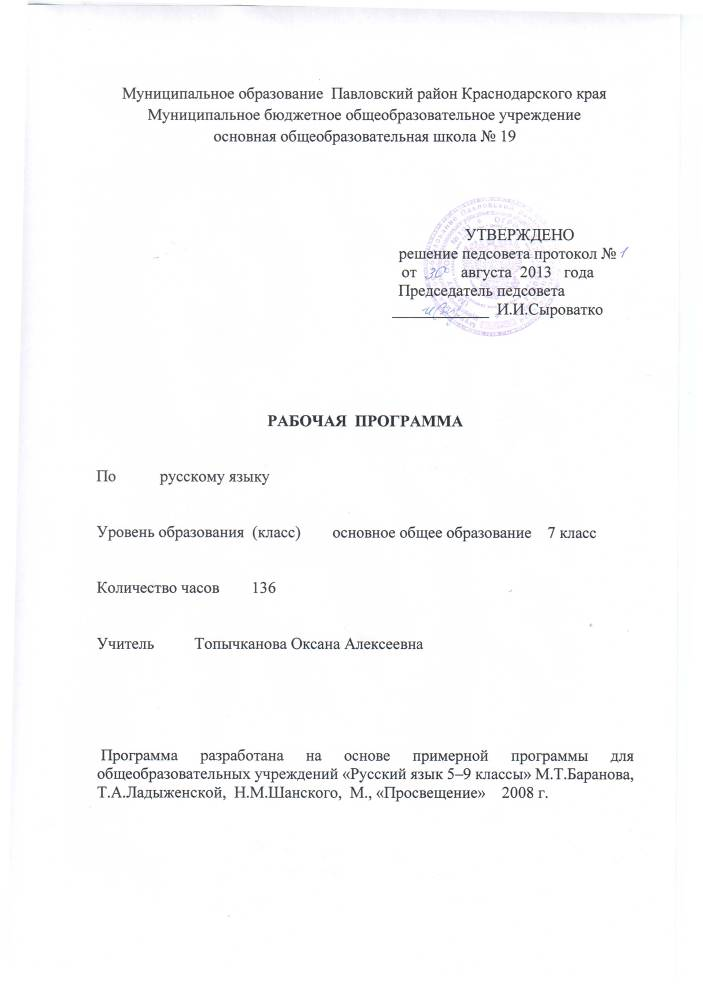 Муниципальное образование Павловский район Краснодарского края
Муниципальное бюджетное общеобразовательное учреждение
основная общеобразовательная школа № 19
УТВЕРЖДЕНО
решение педсовета протокол № 1
от 30 августа 2013 года
Председатель педсовета
____________ И.И.Сыроватко
РАБОЧАЯ ПРОГРАММА
По русскому языку
Уровень образования (класс) основное общее образование 7 класс
Количество часов 136
Учитель Топычканова Оксана Алексеевна
Программа разработана на основе примерной программы для
общеобразовательных учреждений «Русский язык 5–9 классы» М.Т.Баранова,
Т.А.Ладыженской, Н.М.Шанского, М., «Просвещение» 2008 г.